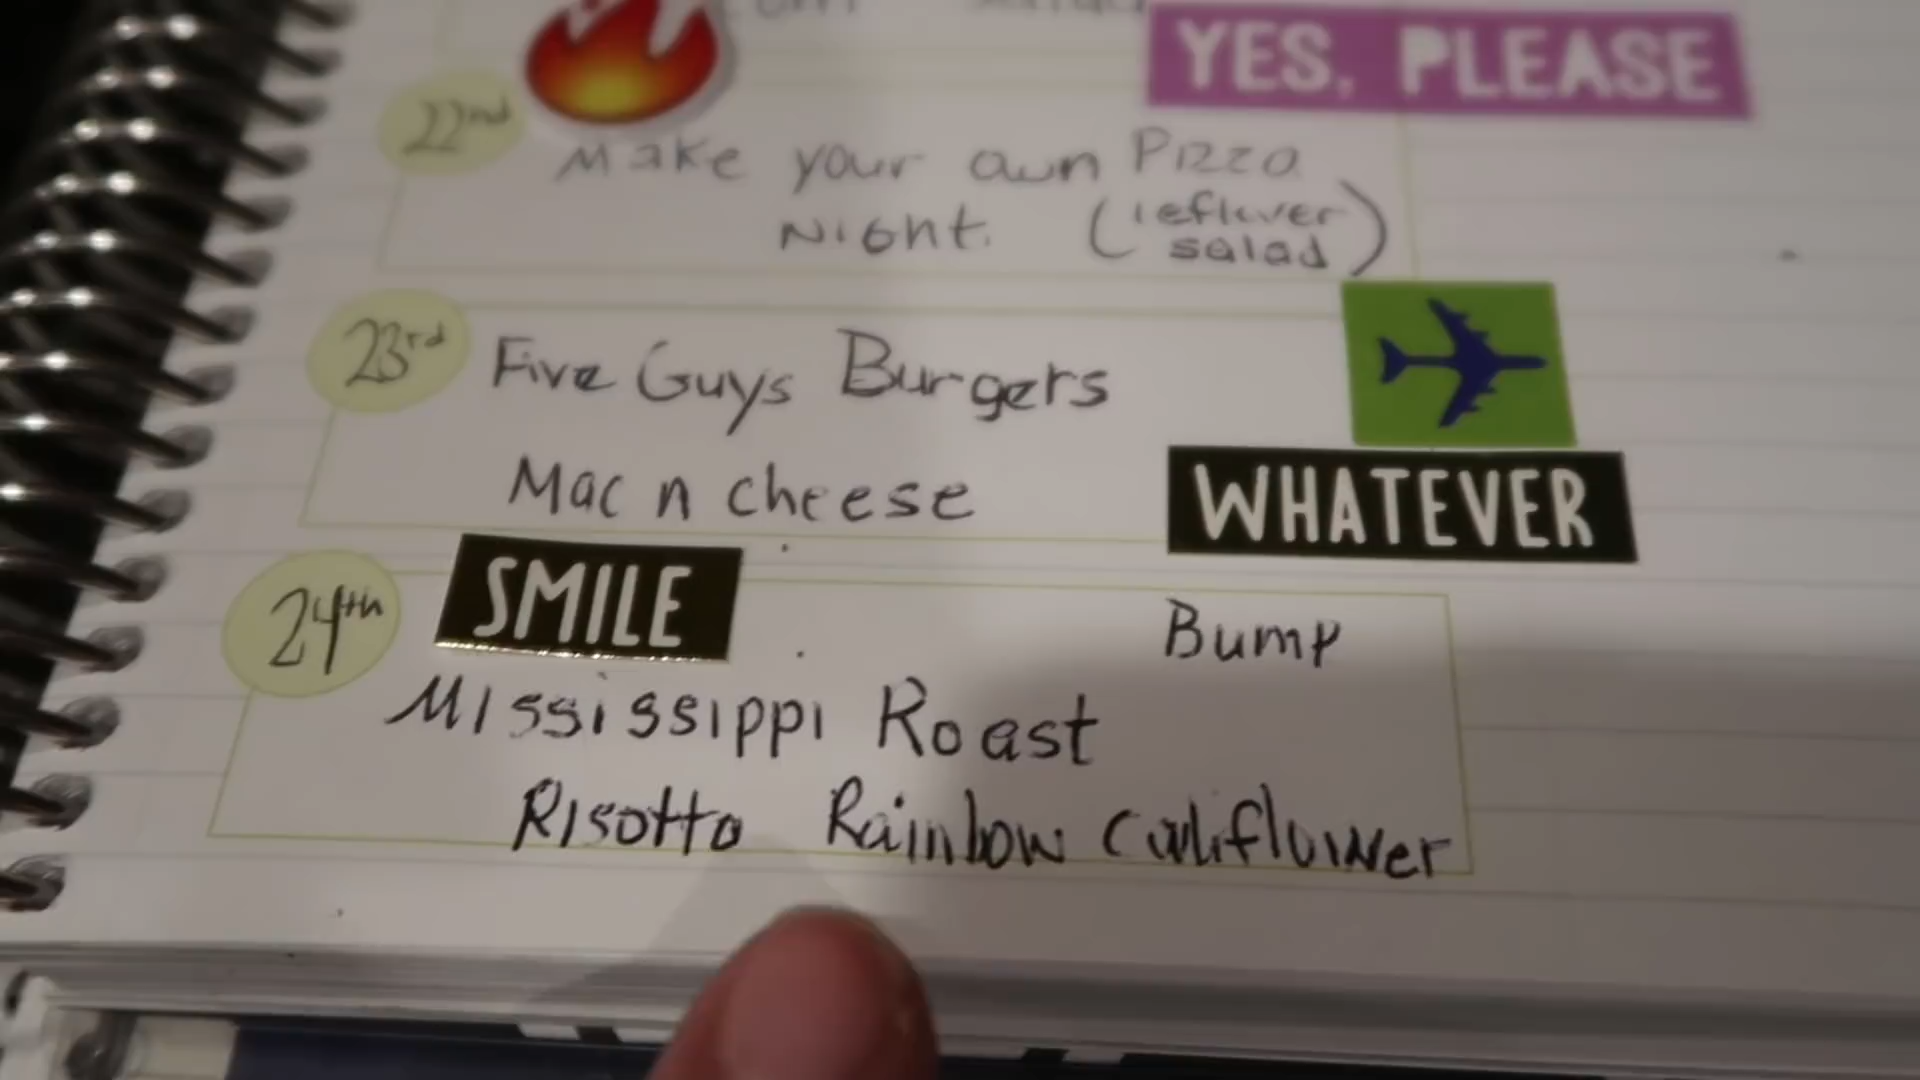 YES, PLEASE
22nd
Make your own Pizza
Night. (leftover
salad)
23rd
Five Guys Burgers
Mac n cheese
WHATEVER
24th
SMILE
Bump
Mississippi Roast
Risotto Rainbow Cauliflower